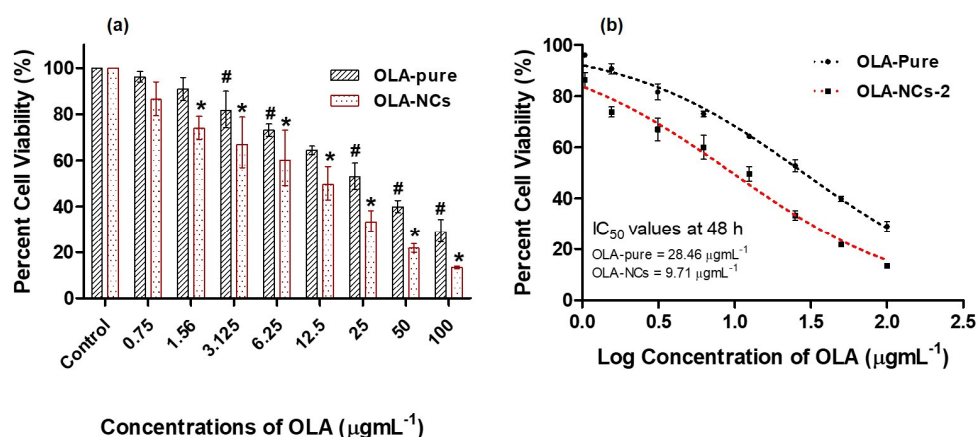 (a)
Percent Cell Viability (%)
100
80
60
40
20
0
OLA-pure
OLA-NCs
#
*
#
*
#
*
*
#
*
#
*
#
*
Control
0.75
1.56
3.125
6.25
12.5
25
50
100
Concentrations of OLA (μgmL⁻¹)
(b)
Percent Cell Viability (%)
100
80
60
40
20
0
OLA-Pure
OLA-NCs-2
IC₅₀ values at 48 h
OLA-pure = 28.46 μgmL⁻¹
OLA-NCs = 9.71 μgmL⁻¹
0.0 0.5 1.0 1.5 2.0 2.5
Log Concentration of OLA (μgmL⁻¹)